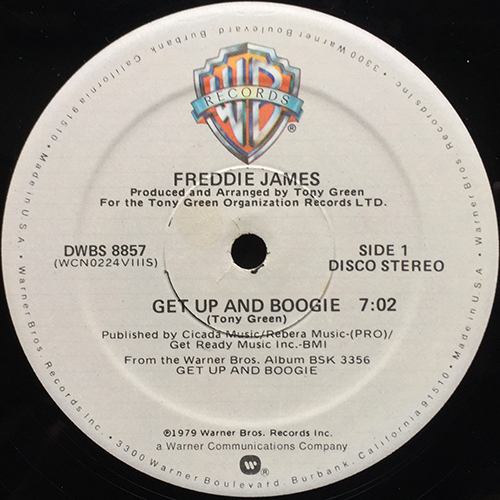 WB
RECORDS
®
FREDDIE JAMES
Produced and Arranged by Tony Green
For the Tony Green Organization Records LTD.
DWBS 8857
(WCN0224VIIIS)
SIDE 1
DISCO STEREO
GET UP AND BOOGIE 7:02
(Tony Green)
Published by Cicada Music/Rebera Music-(PRO)/
Get Ready Music Inc.-BMI
From the Warner Bros. Album BSK 3356
GET UP AND BOOGIE
℗1979 Warner Bros. Records Inc.
a Warner Communications Company
W ®
Warner Bros. Records Inc. • 3300 Warner Boulevard, Burbank, California 91510 • Made in U.S.A. •
Warner Bros. Records Inc. • 3300 Warner Boulevard, Burbank, California 91510 • Made in U.S.A. •